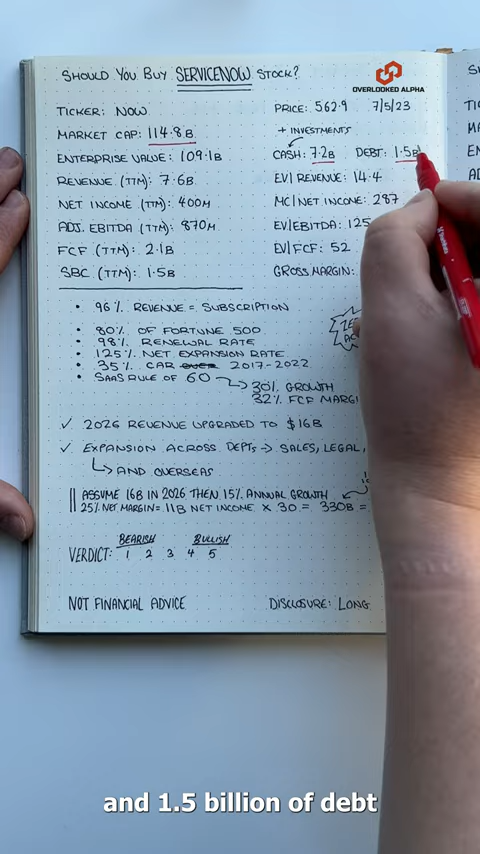 SHOULD YOU BUY SERVICENOW STOCK?
OVERLOOKED ALPHA
TICKER: NOW
PRICE: 562.9 7/5/23
MARKET CAP: 114.8B
+ INVESTMENTS
ENTERPRISE VALUE: 109.1B
CASH: 7.2B DEBT: 1.5B
REVENUE (TTM): 7.6B
EV/REVENUE: 14.4
NET INCOME (TTM): 400M
MC/NET INCOME: 287
ADJ. EBITDA (TTM): 870M
EV/EBITDA: 125
FCF (TTM): 2.1B
EV/FCF: 52
SBC (TTM): 1.5B
GROSS MARGIN:
• 96% REVENUE = SUBSCRIPTION
• 80% OF FORTUNE 500
• 98% RENEWAL RATE
• 125% NET EXPANSION RATE
• 35% CAR OVER 2017-2022
• SAAS RULE OF 60
30% GROWTH
32% FCF MARGI
✓ 2026 REVENUE UPGRADED TO $16B
✓ EXPANSION ACROSS DEPTS → SALES, LEGAL,
AND OVERSEAS
ASSUME 16B IN 2026 THEN 15% ANNUAL GROWTH
25% NET MARGIN = 11B NET INCOME × 30 = 330B =
BEARISH BULLISH
VERDICT: 1 2 3 4 5
NOT FINANCIAL ADVICE
DISCLOSURE: LONG
and 1.5 billion of debt